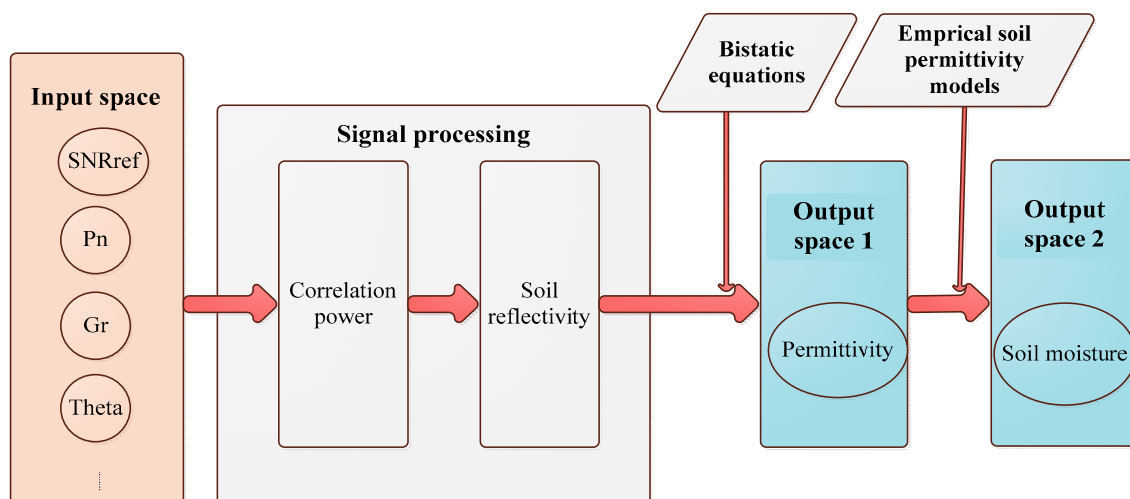 Input space
SNRref
Pn
Gr
Theta
Signal processing
Correlation
power
Soil
reflectivity
Bistatic
equations
Emprical soil
permittivity
models
Output
space 1
Permittivity
Output
space 2
Soil moisture